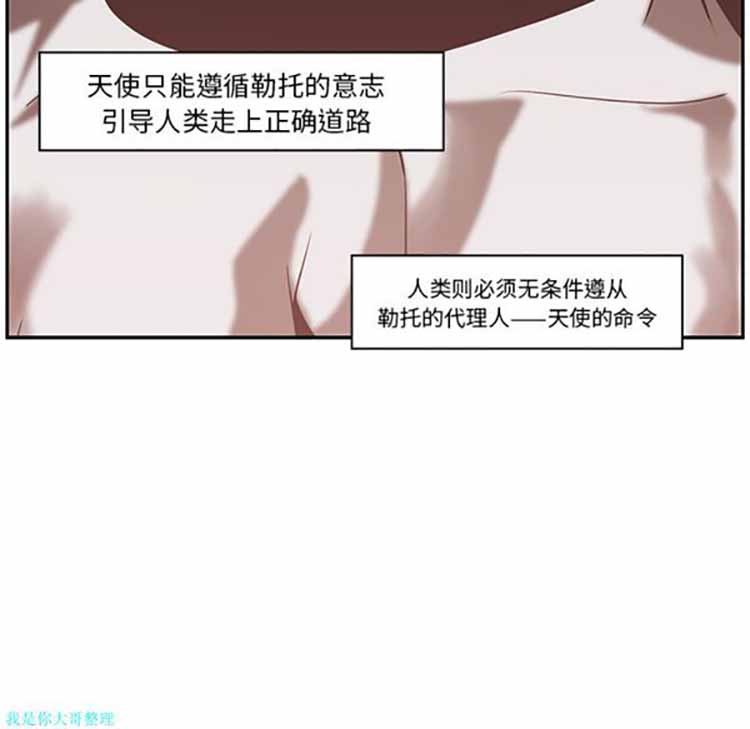 天使只能遵循勒托的意志
引导人类走上正确道路
人类则必须无条件遵从
勒托的代理人——天使的命令
我是你大哥整理